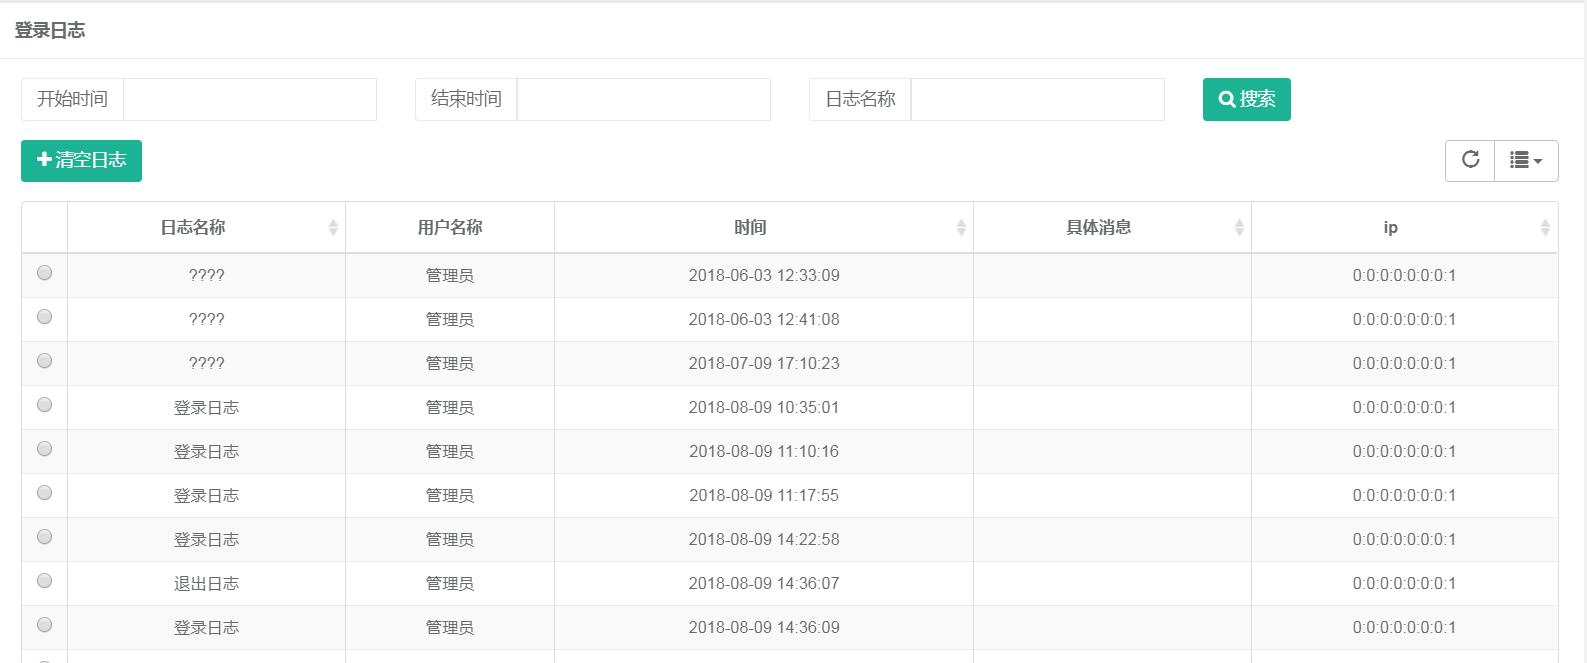 登录日志
开始时间 结束时间 日志名称 搜索
清空日志
日志名称 用户名称 时间 具体消息 ip
???? 管理员 2018-06-03 12:33:09 0:0:0:0:0:0:0:1
???? 管理员 2018-06-03 12:41:08 0:0:0:0:0:0:0:1
???? 管理员 2018-07-09 17:10:23 0:0:0:0:0:0:0:1
登录日志 管理员 2018-08-09 10:35:01 0:0:0:0:0:0:0:1
登录日志 管理员 2018-08-09 11:10:16 0:0:0:0:0:0:0:1
登录日志 管理员 2018-08-09 11:17:55 0:0:0:0:0:0:0:1
登录日志 管理员 2018-08-09 14:22:58 0:0:0:0:0:0:0:1
退出日志 管理员 2018-08-09 14:36:07 0:0:0:0:0:0:0:1
登录日志 管理员 2018-08-09 14:36:09 0:0:0:0:0:0:0:1